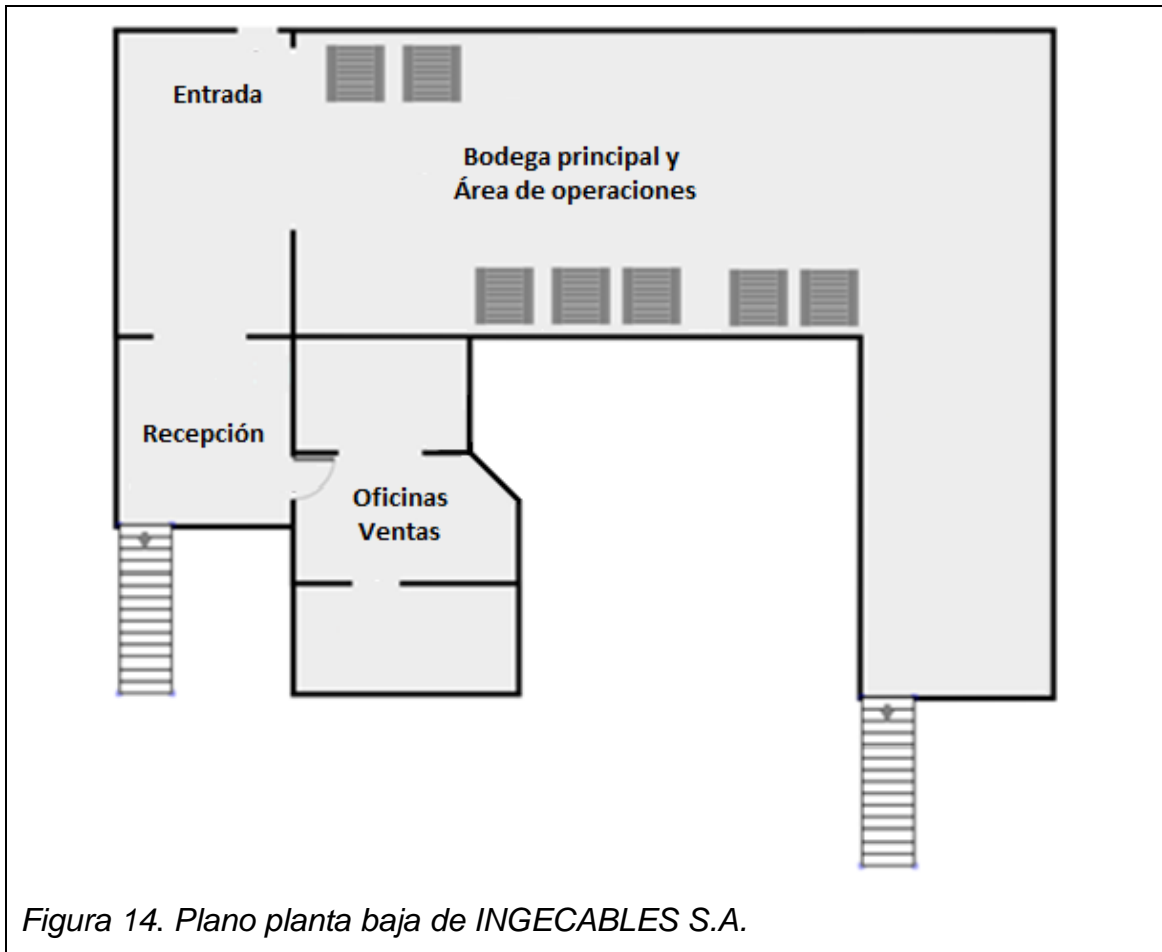 Entrada
Bodega principal y
Área de operaciones
Recepción
Oficinas
Ventas
Figura 14. Plano planta baja de INGECABLES S.A.